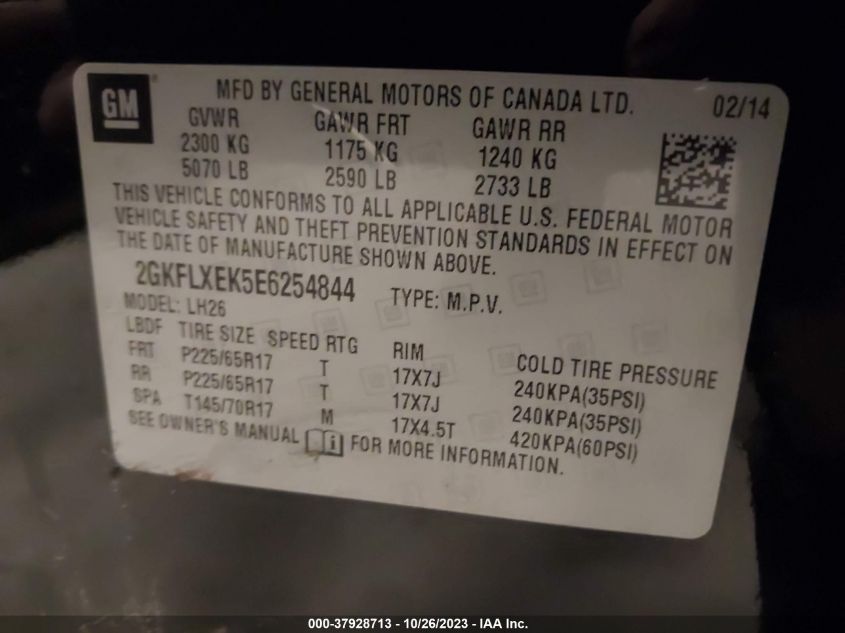 GM
MFD BY GENERAL MOTORS OF CANADA LTD. 02/14
GVWR GAWR FRT GAWR RR
2300 KG 1175 KG 1240 KG
5070 LB 2590 LB 2733 LB
THIS VEHICLE CONFORMS TO ALL APPLICABLE U.S. FEDERAL MOTOR
VEHICLE SAFETY AND THEFT PREVENTION STANDARDS IN EFFECT ON
THE DATE OF MANUFACTURE SHOWN ABOVE.
2GKFLXEK5E6254844 TYPE: M.P.V.
MODEL: LH26
LBDF TIRE SIZE SPEED RTG RIM COLD TIRE PRESSURE
FRT P225/65R17 T 17X7J 240KPA(35PSI)
RR P225/65R17 T 17X7J 240KPA(35PSI)
SPA T145/70R17 M 17X4.5T 420KPA(60PSI)
SEE OWNER'S MANUAL i FOR MORE INFORMATION.
000-37928713 - 10/26/2023 - IAA Inc.